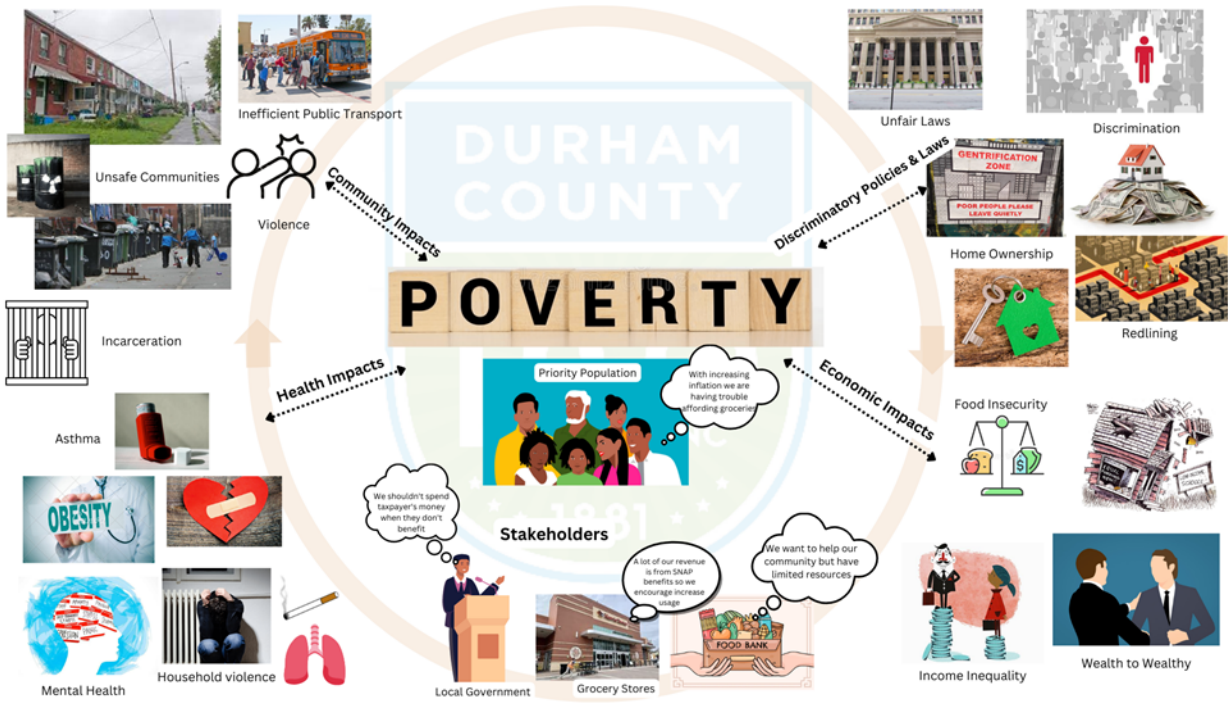 Inefficient Public Transport
Unsafe Communities
Violence
Incarceration
Community Impacts
Unfair Laws
Discrimination
Discriminatory Policies & Laws
GENTRIFICATION
ZONE
POOR PEOPLE PLEASE
LEAVE QUIETLY
Home Ownership
Redlining
DURHAM
COUNTY
POVERTY
Health Impacts
Economic Impacts
Priority Population
With increasing
inflation we are
having trouble
affording groceries
NC
1881
Asthma
OBESITY
Mental Health
Household violence
Stakeholders
We shouldn't spend
taxpayer's money
when they don't
benefit
Local Government
A lot of our revenue
is from SNAP
benefits so we
encourage increase
usage
Grocery Stores
We want to help our
community but have
limited resources
FOOD BANK
Food Insecurity
$
Income Inequality
Wealth to Wealthy